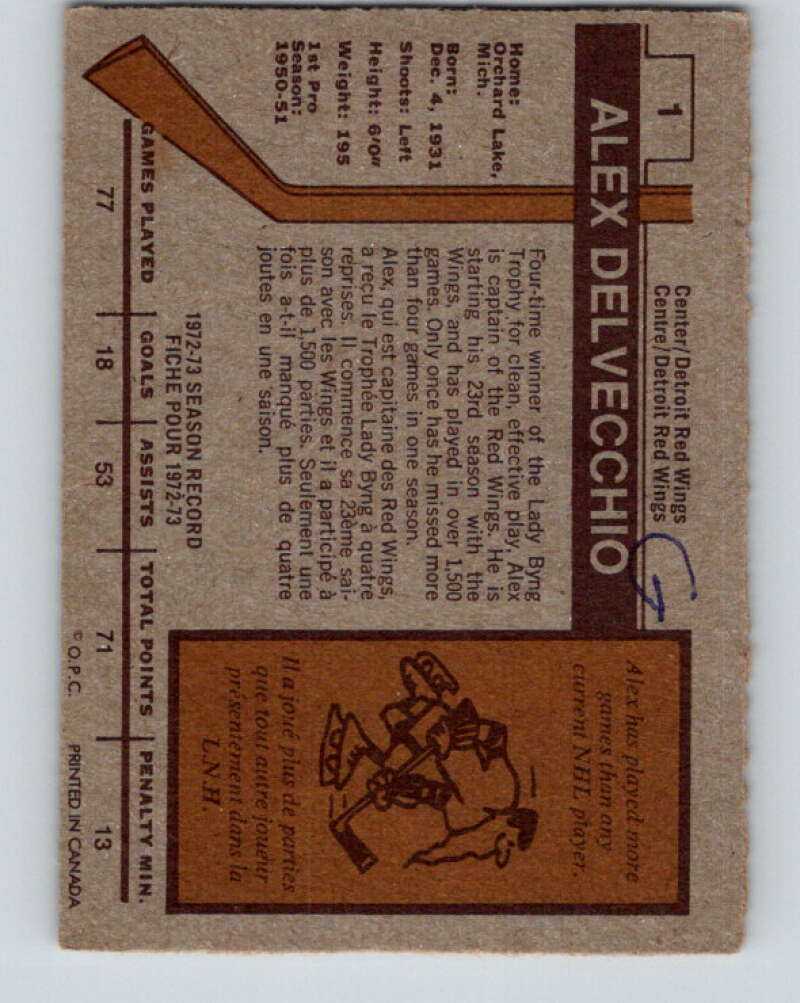 1
Center/Detroit Red Wings
Centre/Detroit Red Wings
G
ALEX DELVECCHIO
Home:
Orchard Lake,
Mich.
Born:
Dec. 4, 1931
Shoots: Left
Height: 6'0"
Weight: 195
1st Pro
Season:
1950-51
Four-time winner of the Lady Byng
Trophy for clean, effective play, Alex
is captain of the Red Wings. He is
starting his 23rd season with the
Wings, and has played in over 1,500
games. Only once has he missed more
than four games in one season.
Alex, qui est capitaine des Red Wings,
a reçu le Trophée Lady Byng à quatre
reprises. Il commence sa 23ème sai-
son avec les Wings et il a participé à
plus de 1,500 parties. Seulement une
fois a-t-il manqué plus de quatre
joutes en une saison.
Alex has played more
games than any
current NHL player.
Il a joué plus de parties
que tout autre joueur
présentement dans la
L.N.H.
1972-73 SEASON RECORD
FICHE POUR 1972-73
GAMES PLAYED GOALS ASSISTS TOTAL POINTS PENALTY MIN.
77 18 53 71 13
© O.P.C. PRINTED IN CANADA